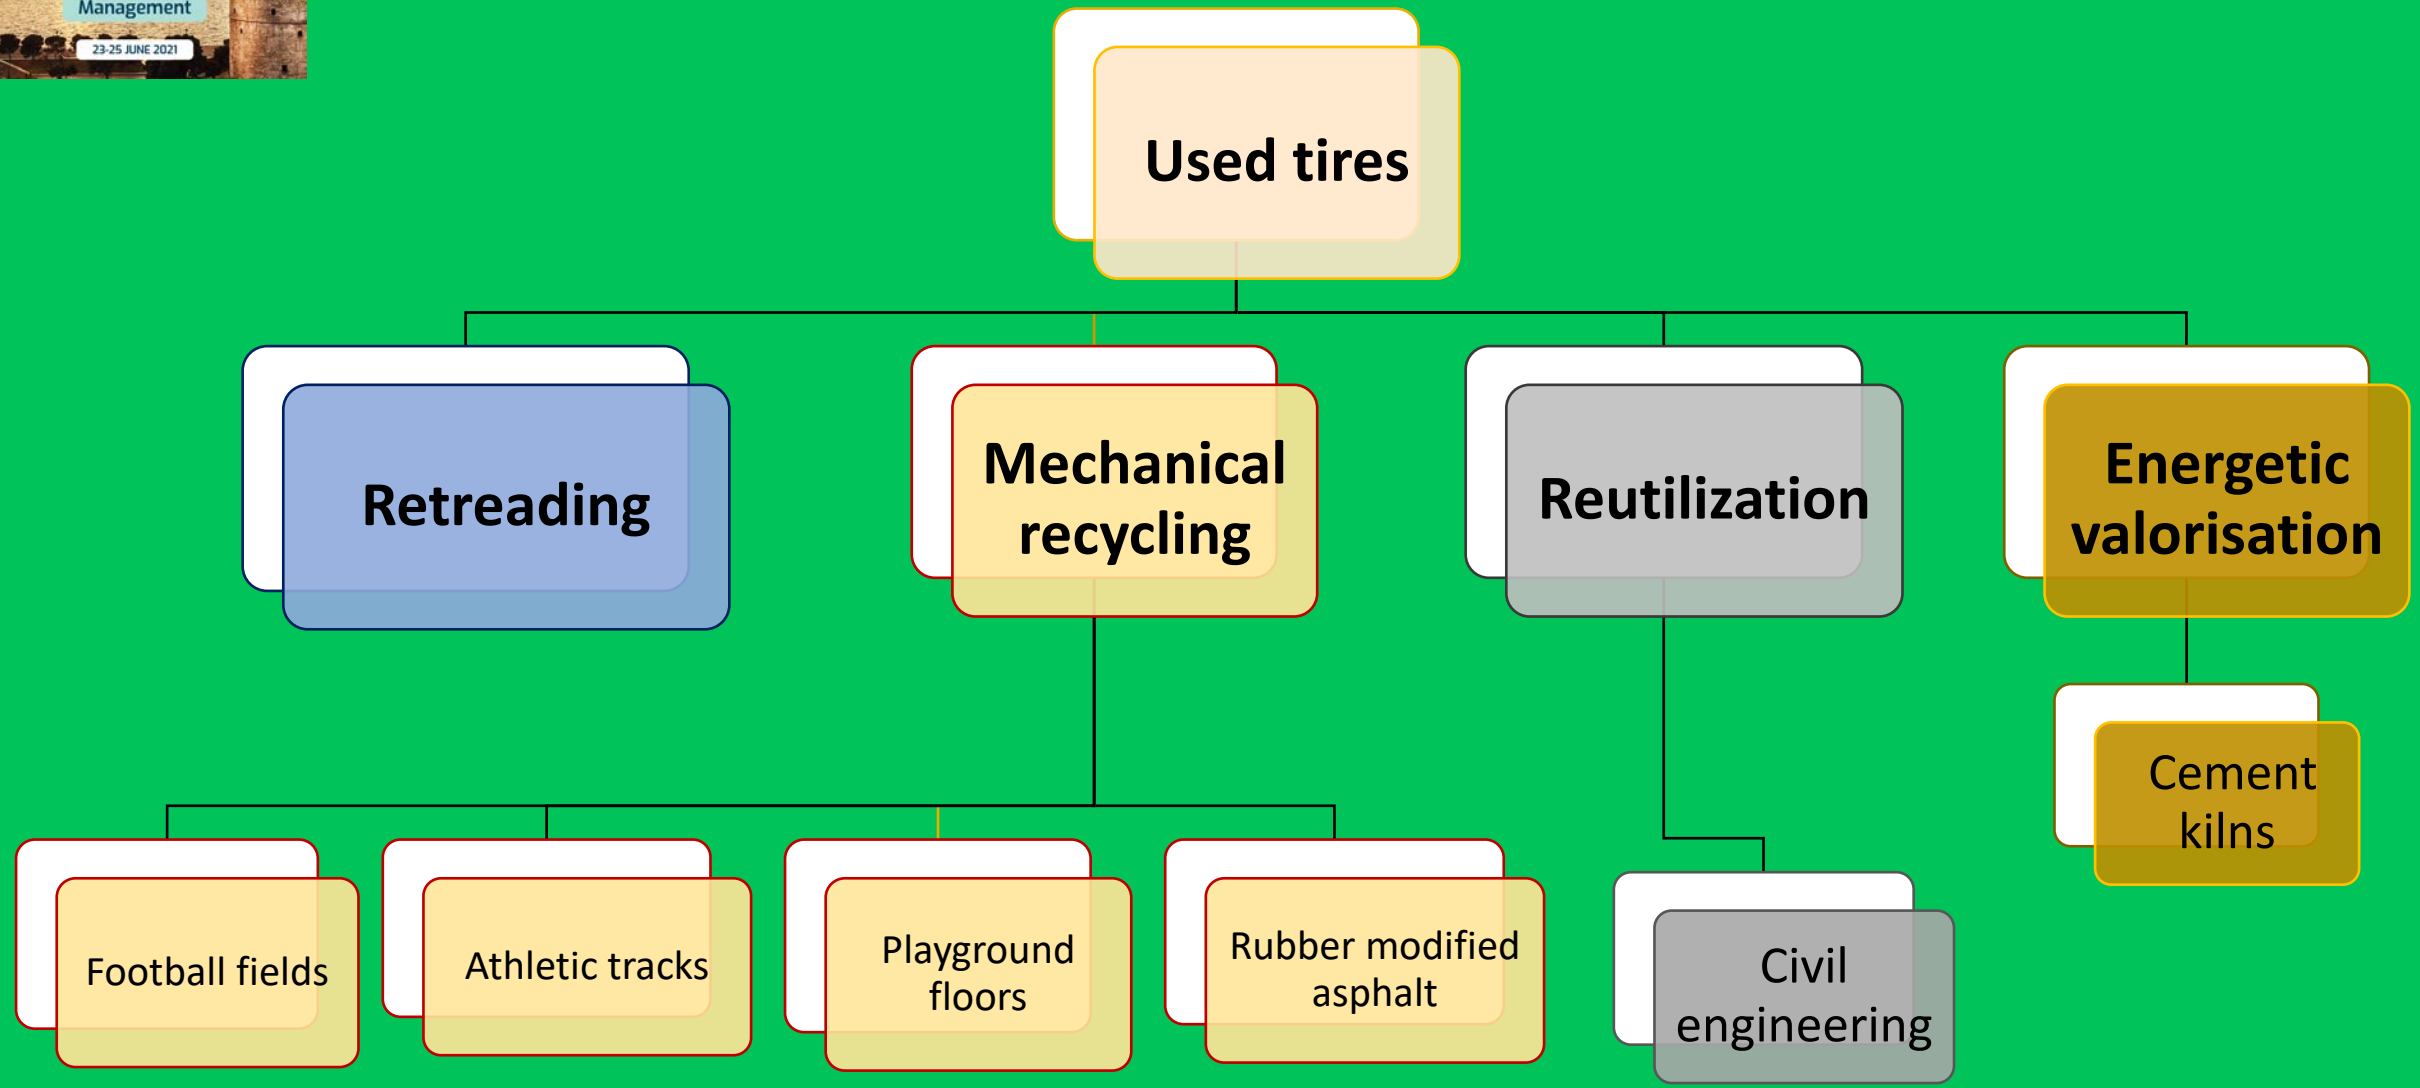 Management
23-25 JUNE 2021
Used tires
Retreading
Mechanical
recycling
Reutilization
Energetic
valorisation
Cement
kilns
Football fields
Athletic tracks
Playground
floors
Rubber modified
asphalt
Civil
engineering